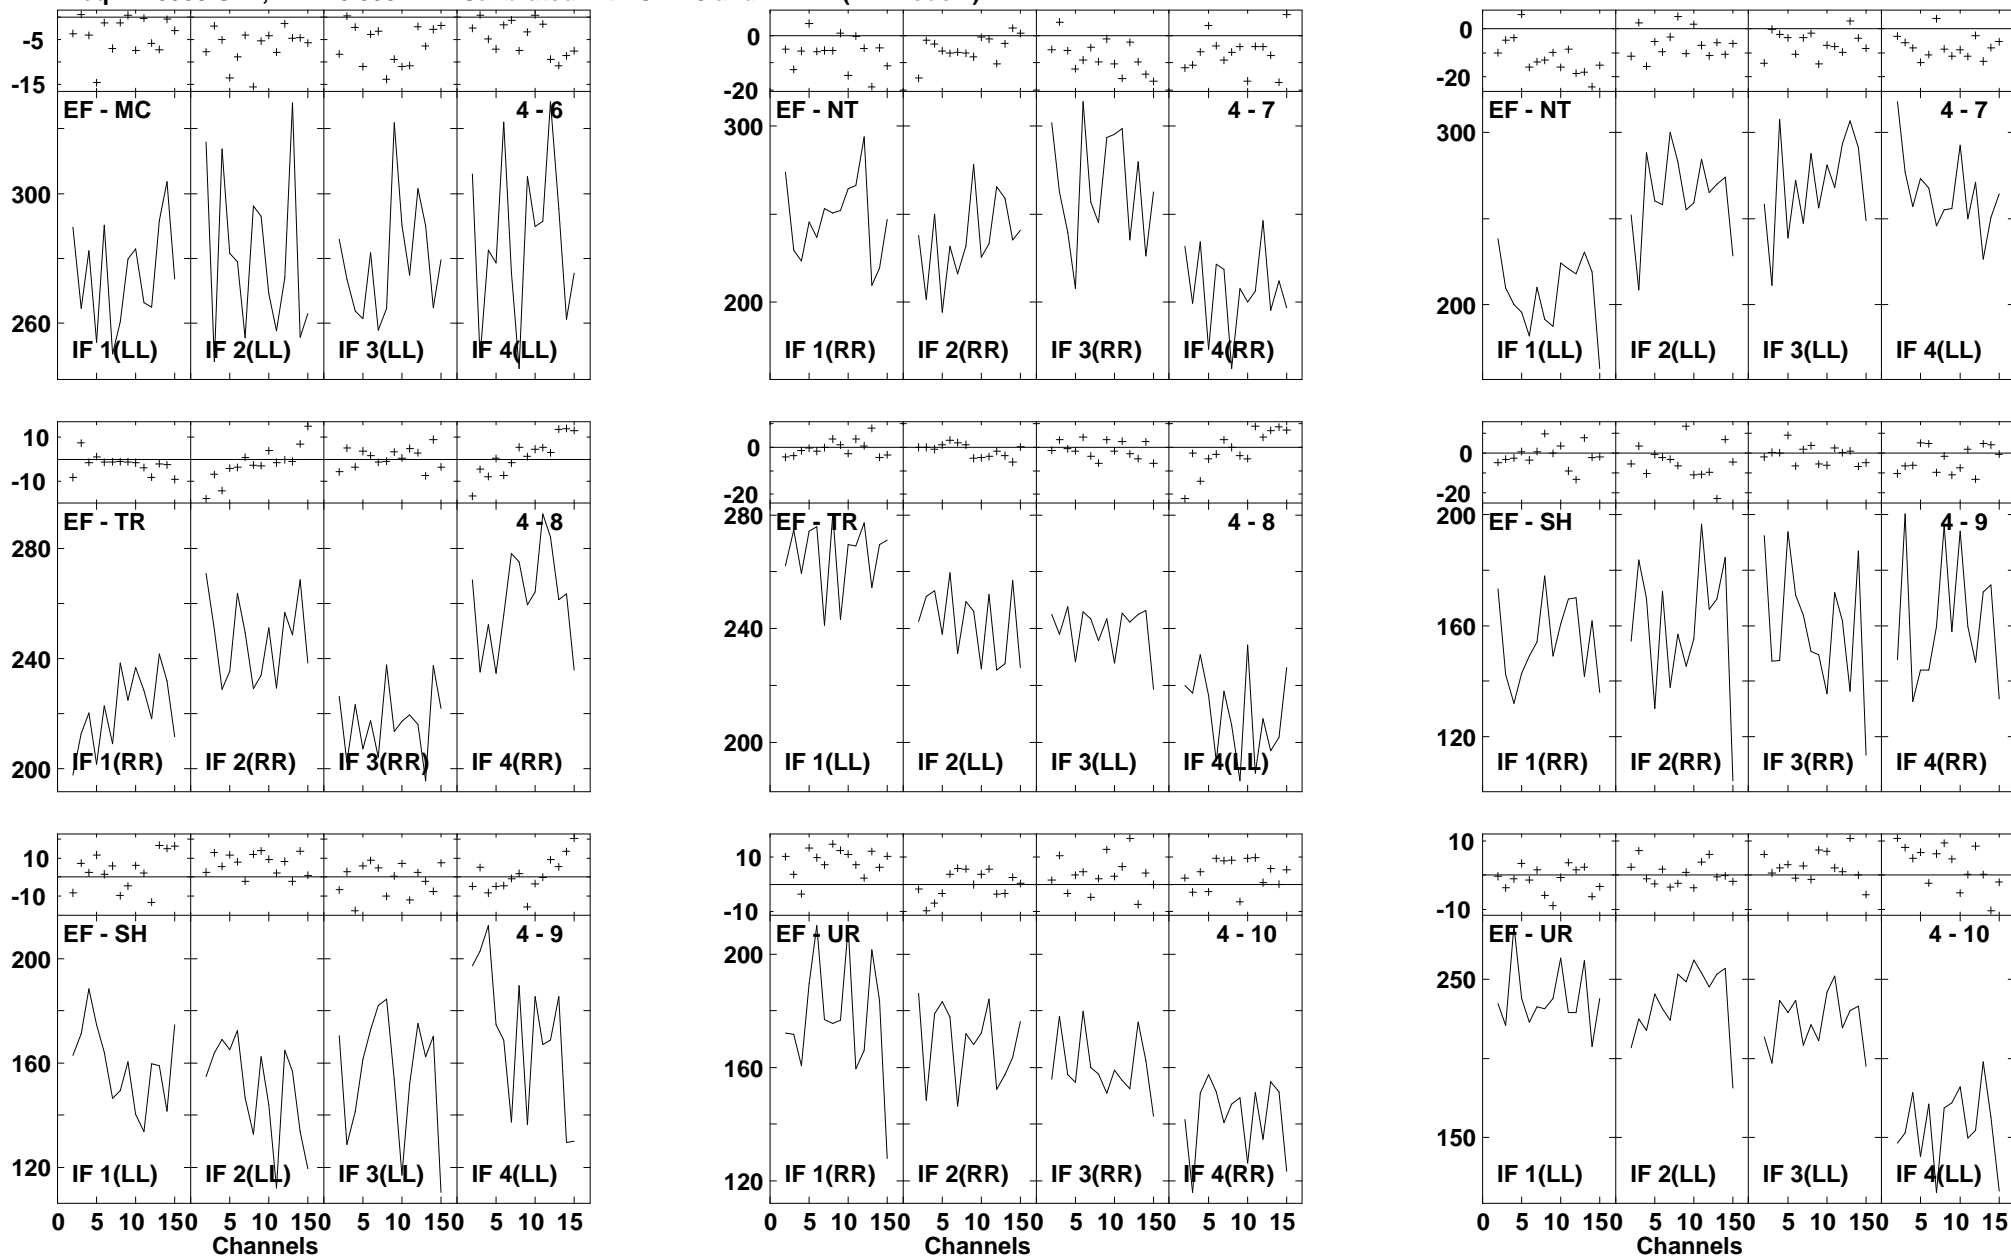 -5
-15
EF - MC
4 - 6
300
260
IF 1(LL)
IF 2(LL)
IF 3(LL)
IF 4(LL)
0
-20
EF - NT
4 - 7
300
200
IF 1(RR)
IF 2(RR)
IF 3(RR)
IF 4(RR)
0
-20
EF - NT
4 - 7
300
200
IF 1(LL)
IF 2(LL)
IF 3(LL)
IF 4(LL)
10
-10
EF - TR
4 - 8
280
240
200
IF 1(RR)
IF 2(RR)
IF 3(RR)
IF 4(RR)
0
-20
EF - TR
4 - 8
280
240
200
IF 1(LL)
IF 2(LL)
IF 3(LL)
IF 4(LL)
0
-20
EF - SH
4 - 9
200
160
120
IF 1(RR)
IF 2(RR)
IF 3(RR)
IF 4(RR)
10
-10
EF - SH
4 - 9
200
160
120
IF 1(LL)
IF 2(LL)
IF 3(LL)
IF 4(LL)
0 5 10 150 5 10 150 5 10 150 5 10 15
Channels
10
-10
EF - UR
4 - 10
200
160
120
IF 1(RR)
IF 2(RR)
IF 3(RR)
IF 4(RR)
0 5 10 150 5 10 150 5 10 150 5 10 15
Channels
10
-10
EF - UR
4 - 10
250
150
IF 1(LL)
IF 2(LL)
IF 3(LL)
IF 4(LL)
0 5 10 150 5 10 150 5 10 150 5 10 15
Channels